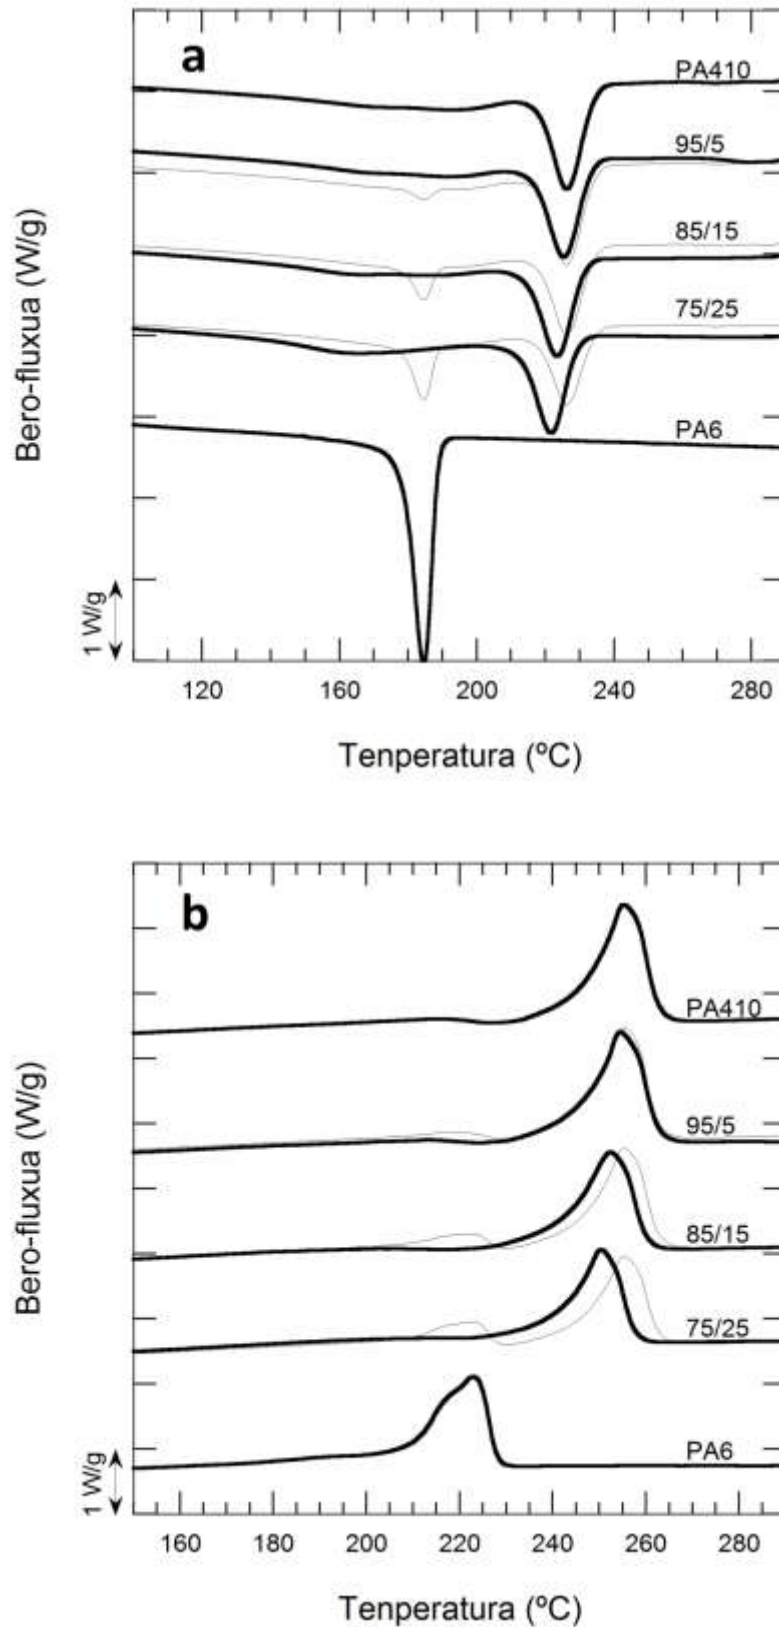 a
PA410
95/5
85/15
75/25
PA6
Bero-fluxua (W/g)
1 W/g
120 160 200 240 280
Tenperatura (ºC)
b
PA410
95/5
85/15
75/25
PA6
Bero-fluxua (W/g)
1 W/g
160 180 200 220 240 260 280
Tenperatura (ºC)